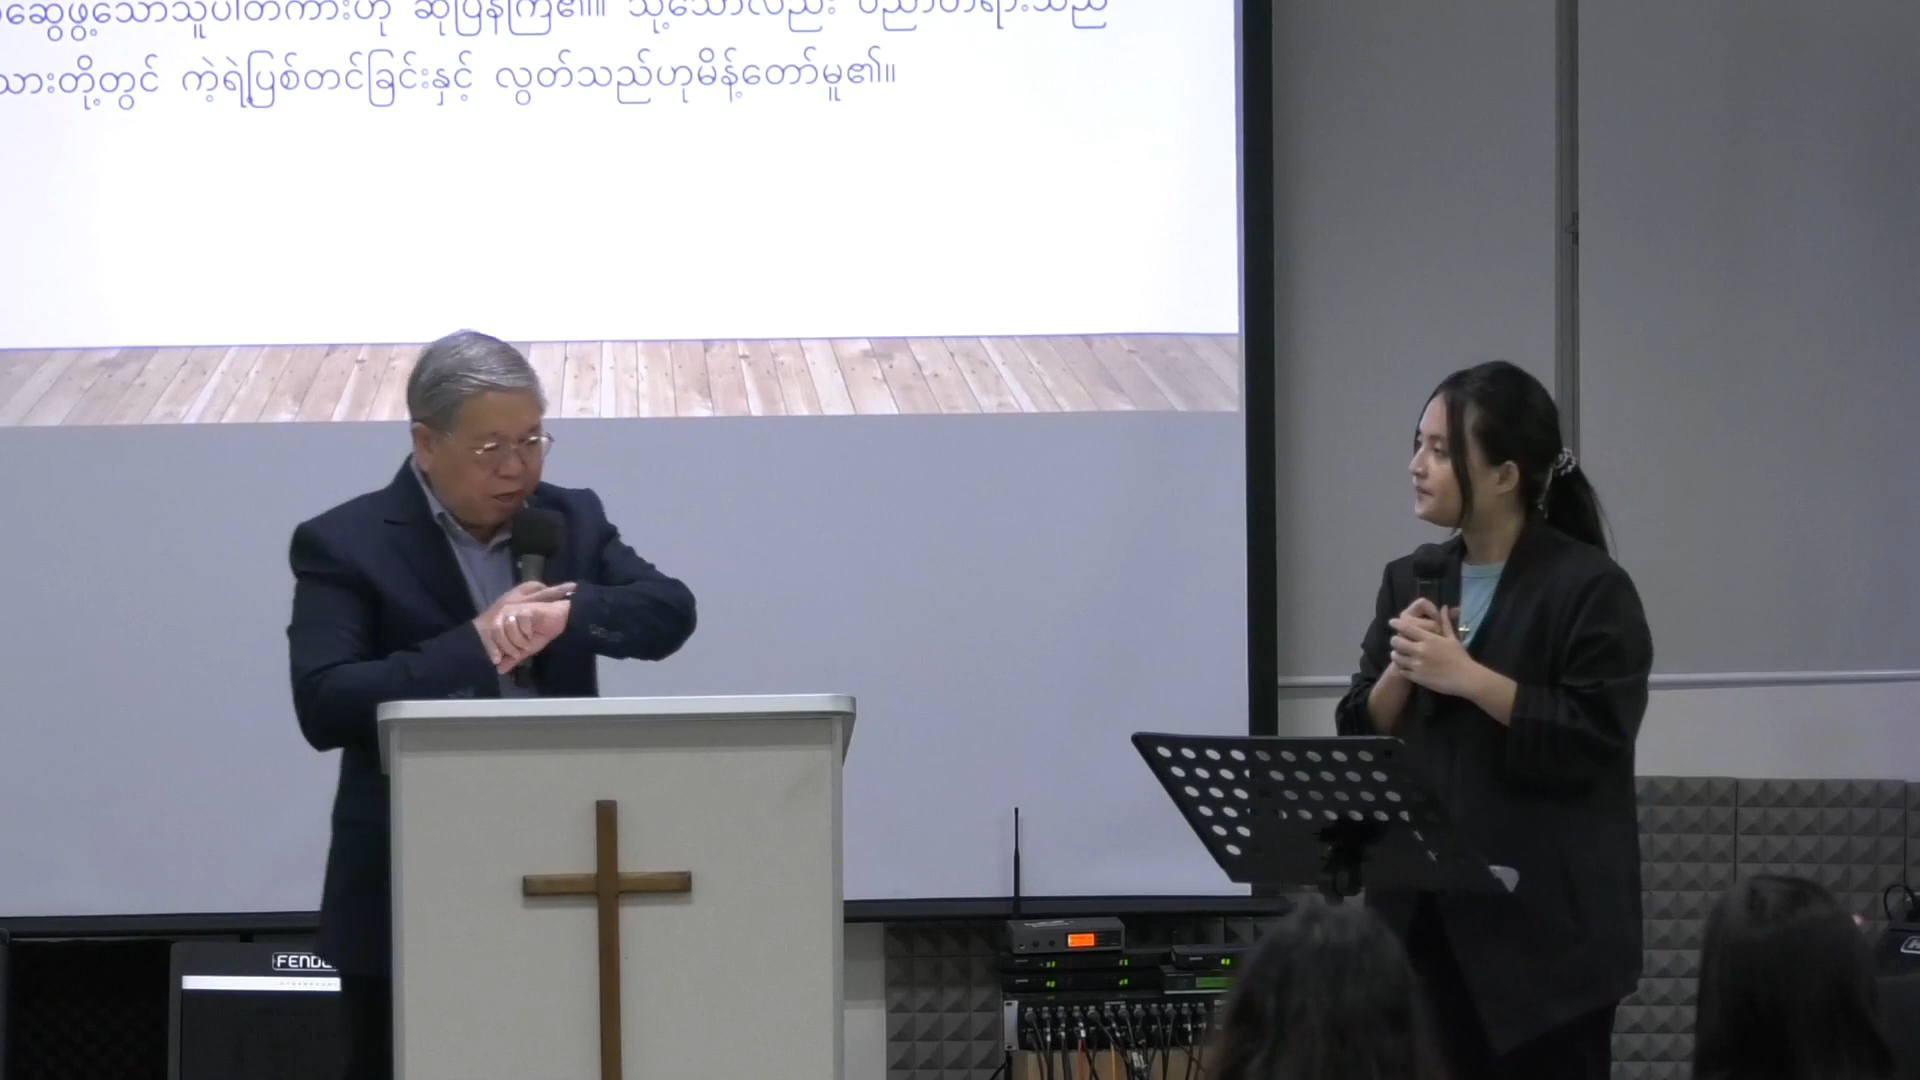 ဆွေဖွဲ့သောသူပါတကားဟု ဆိုပြန်ကြ၏။ သို့သော်လည်း ပညာတရားသည်
သားတို့တွင် ကဲ့ရဲ့ပြစ်တင်ခြင်းနှင့် လွတ်သည်ဟုမိန့်တော်မူ၏။